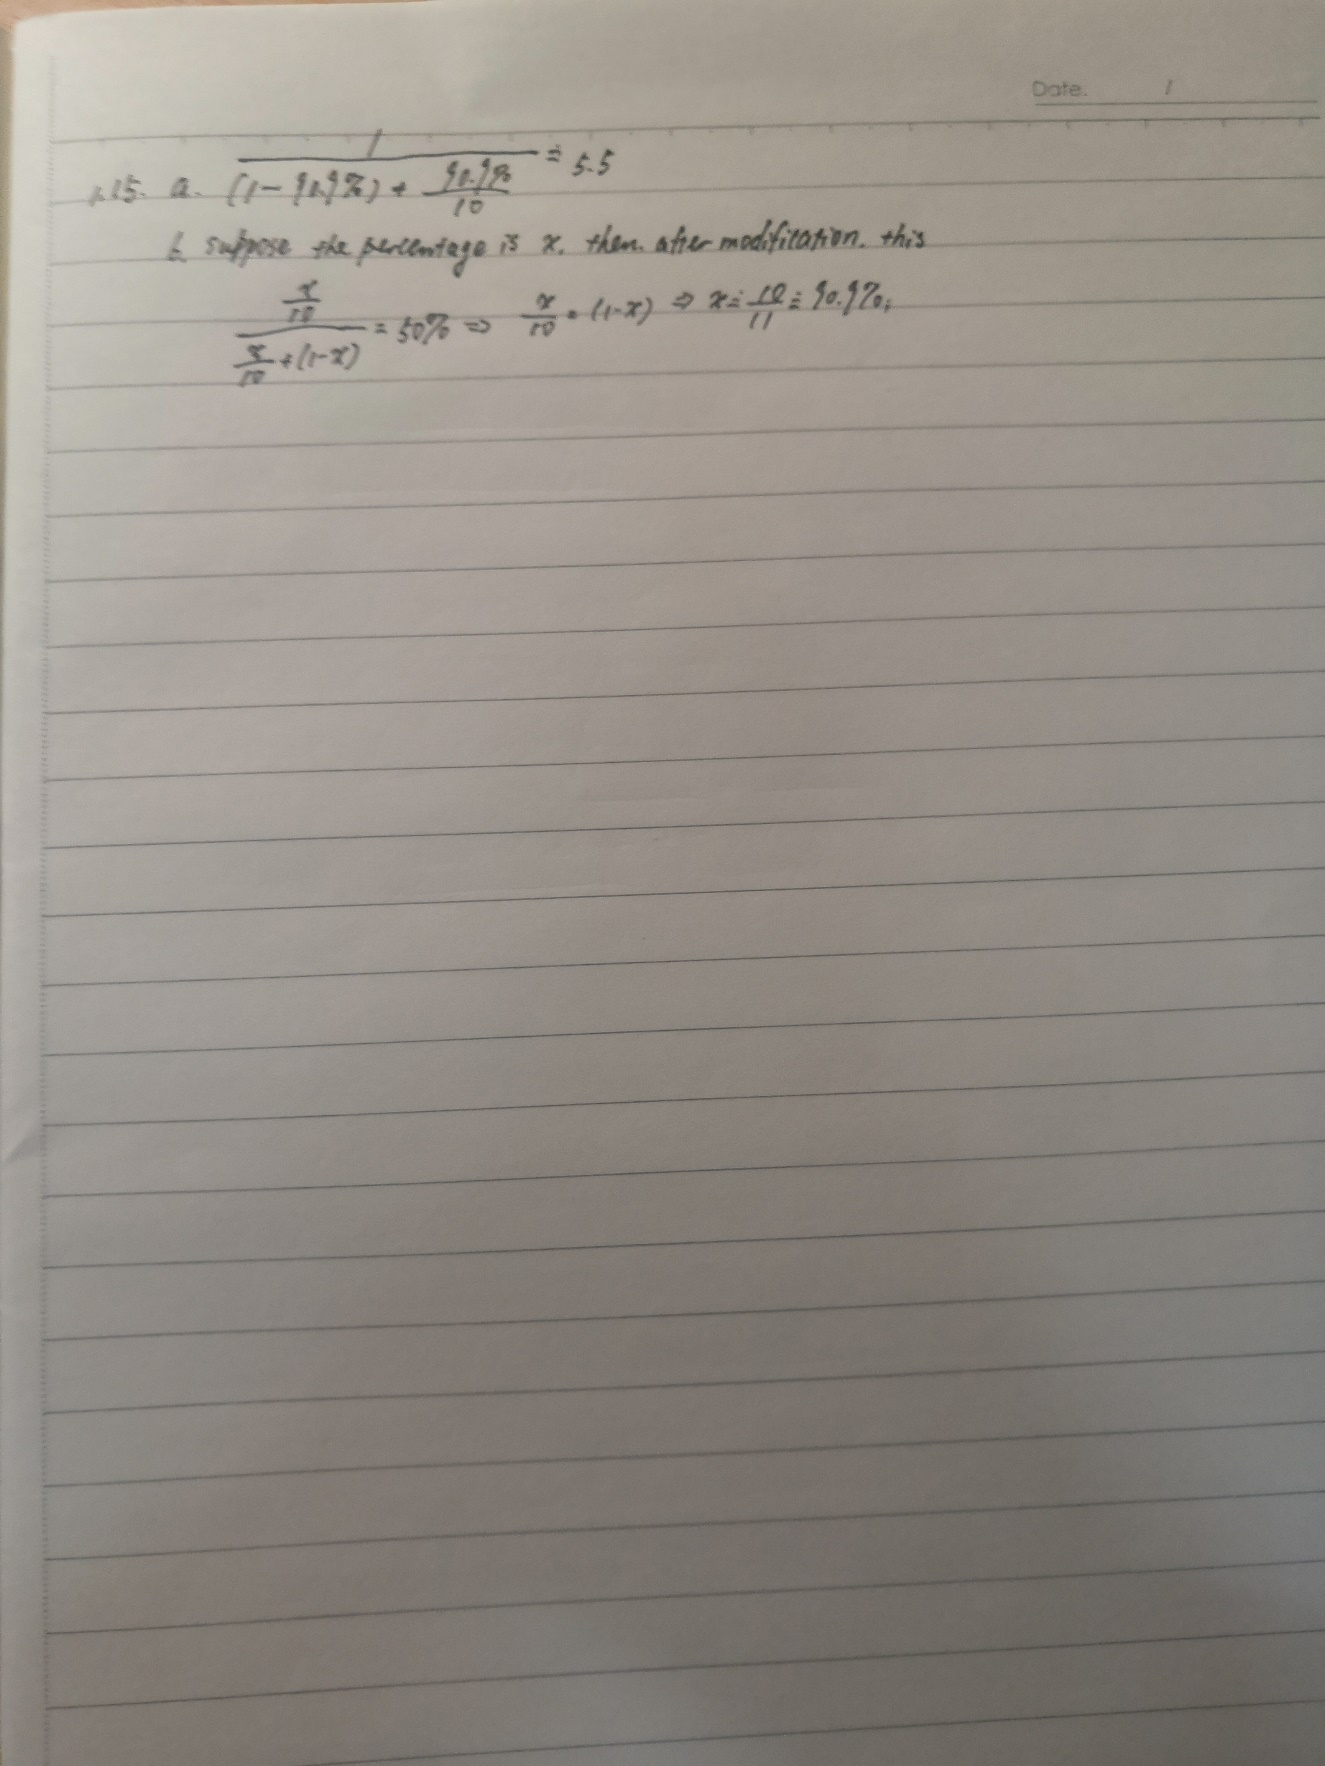 Date. /
1.15. a. 1 / ((1-90.9%) + 90.9%/10) ≐ 5.5
b. suppose the percentage is x. then. after modification. this
(x/10) / (x/10 + (1-x)) = 50% ⇒ x/10 = (1-x) ⇒ x = 10/11 ≐ 90.9%.